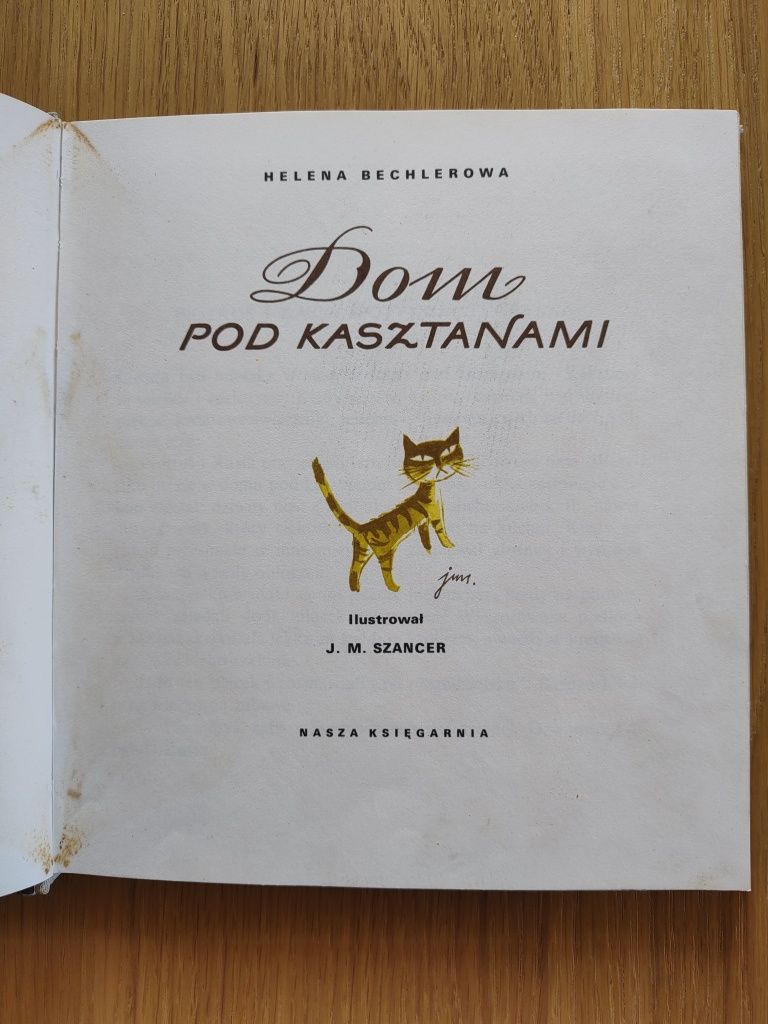 HELENA BECHLEROWA
Dom
POD KASZTANAMI
jms.
Ilustrował
J. M. SZANCER
NASZA KSIĘGARNIA